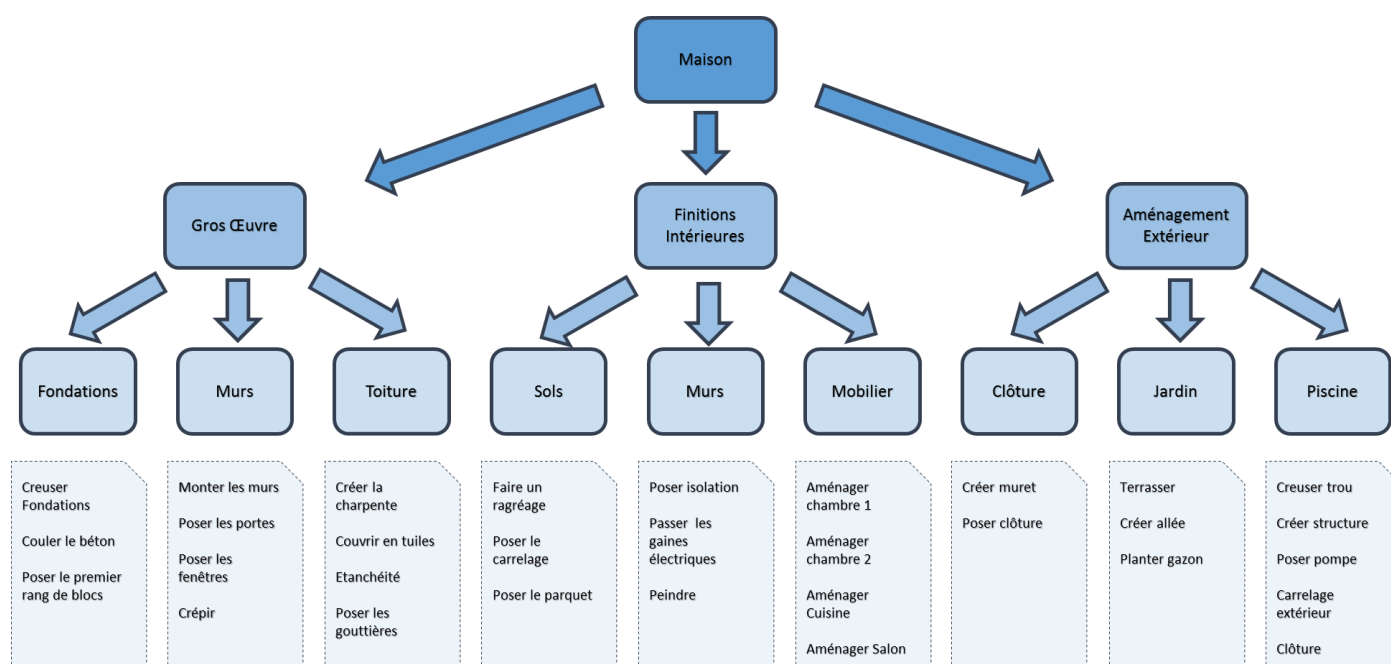 Maison
Gros Œuvre
Finitions
Intérieures
Aménagement
Extérieur
Fondations
Murs
Toiture
Sols
Murs
Mobilier
Clôture
Jardin
Piscine
Creuser
Fondations
Couler le béton
Poser le premier
rang de blocs
Monter les murs
Poser les portes
Poser les
fenêtres
Crépir
Créer la
charpente
Couvrir en tuiles
Etanchéité
Poser les
gouttières
Faire un
ragréage
Poser le
carrelage
Poser le parquet
Poser isolation
Passer les
gaines
électriques
Peindre
Aménager
chambre 1
Aménager
chambre 2
Aménager
Cuisine
Aménager Salon
Créer muret
Poser clôture
Terrasser
Créer allée
Planter gazon
Creuser trou
Créer structure
Poser pompe
Carrelage
extérieur
Clôture